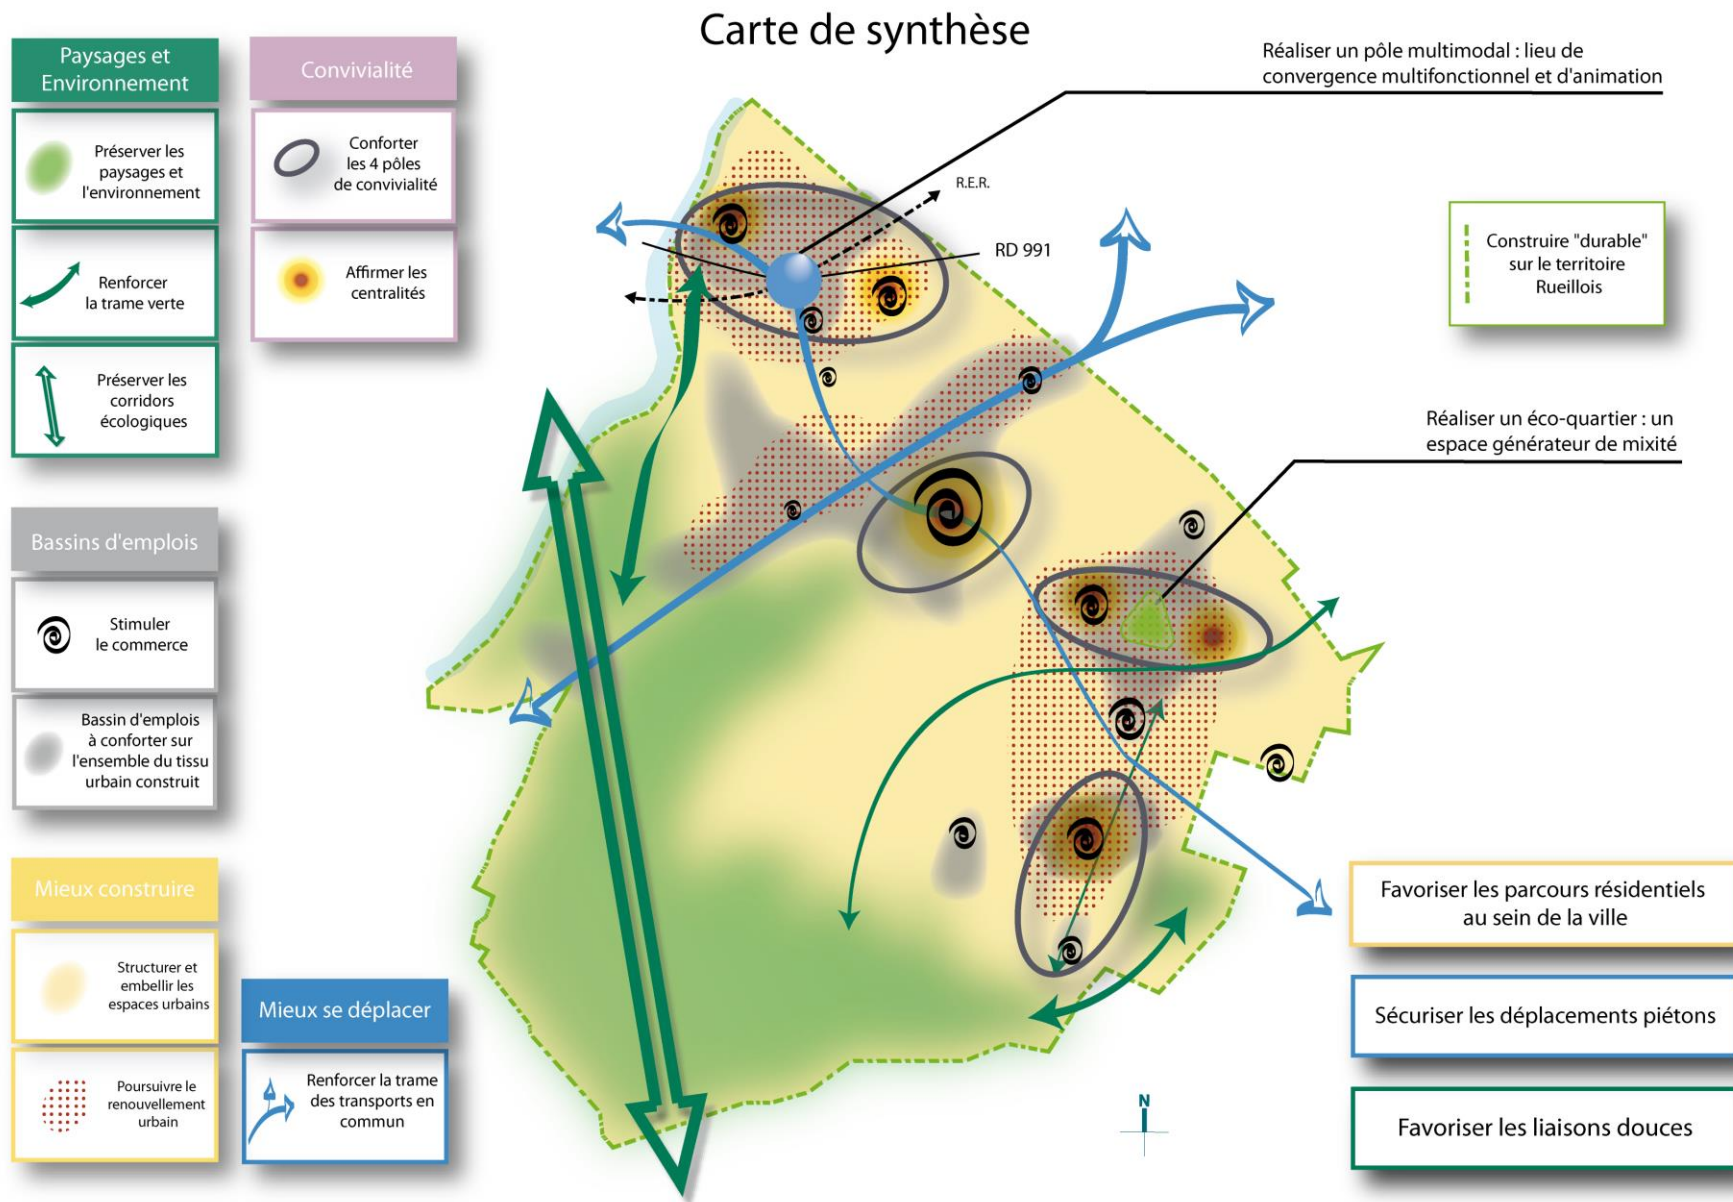 Carte de synthèse
Paysages et
Environnement
Préserver les
paysages et
l'environnement
Renforcer
la trame verte
Préserver les
corridors
écologiques
Convivialité
Conforter
les 4 pôles
de convivialité
Affirmer les
centralités
Bassins d'emplois
Stimuler
le commerce
Bassin d'emplois
à conforter sur
l'ensemble du tissu
urbain construit
Mieux construire
Structurer et
embellir les
espaces urbains
Poursuivre le
renouvellement
urbain
Mieux se déplacer
Renforcer la trame
des transports en
commun
Réaliser un pôle multimodal : lieu de
convergence multifonctionnel et d'animation
R.E.R.
RD 991
Construire "durable"
sur le territoire
Rueillois
Réaliser un éco-quartier : un
espace générateur de mixité
N
Favoriser les parcours résidentiels
au sein de la ville
Sécuriser les déplacements piétons
Favoriser les liaisons douces